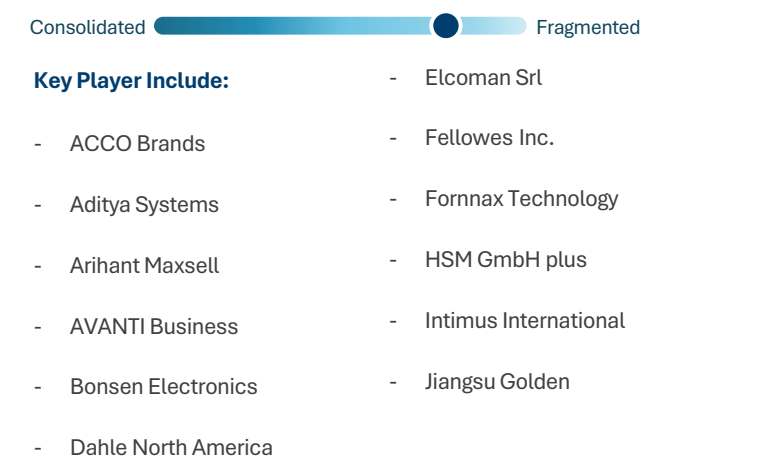 Consolidated
Fragmented
Key Player Include:
- ACCO Brands
- Aditya Systems
- Arihant Maxsell
- AVANTI Business
- Bonsen Electronics
- Dahle North America
- Elcoman Srl
- Fellowes Inc.
- Fornnax Technology
- HSM GmbH plus
- Intimus International
- Jiangsu Golden